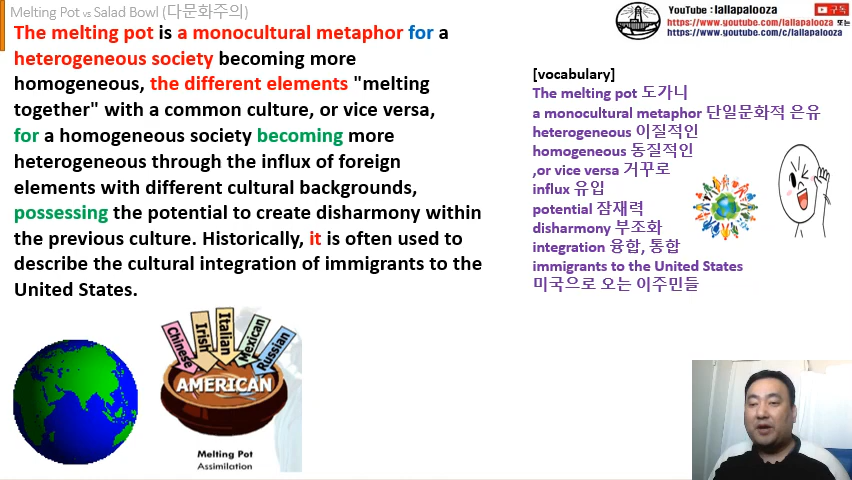 Melting Pot vs Salad Bowl (다문화주의)
The melting pot is a monocultural metaphor for a
heterogeneous society becoming more
homogeneous, the different elements "melting
together" with a common culture, or vice versa,
for a homogeneous society becoming more
heterogeneous through the influx of foreign
elements with different cultural backgrounds,
possessing the potential to create disharmony within
the previous culture. Historically, it is often used to
describe the cultural integration of immigrants to the
United States.
YouTube : lallapalooza
구독
https://www.youtube.com/lallapalooza 또는
https://www.youtube.com/c/lallapalooza
[vocabulary]
The melting pot 도가니
a monocultural metaphor 단일문화적 은유
heterogeneous 이질적인
homogeneous 동질적인
,or vice versa 거꾸로
influx 유입
potential 잠재력
disharmony 부조화
integration 융합, 통합
immigrants to the United States
미국으로 오는 이주민들
Chinese
Irish
Italian
Mexican
Russian
AMERICAN
Melting Pot
Assimilation